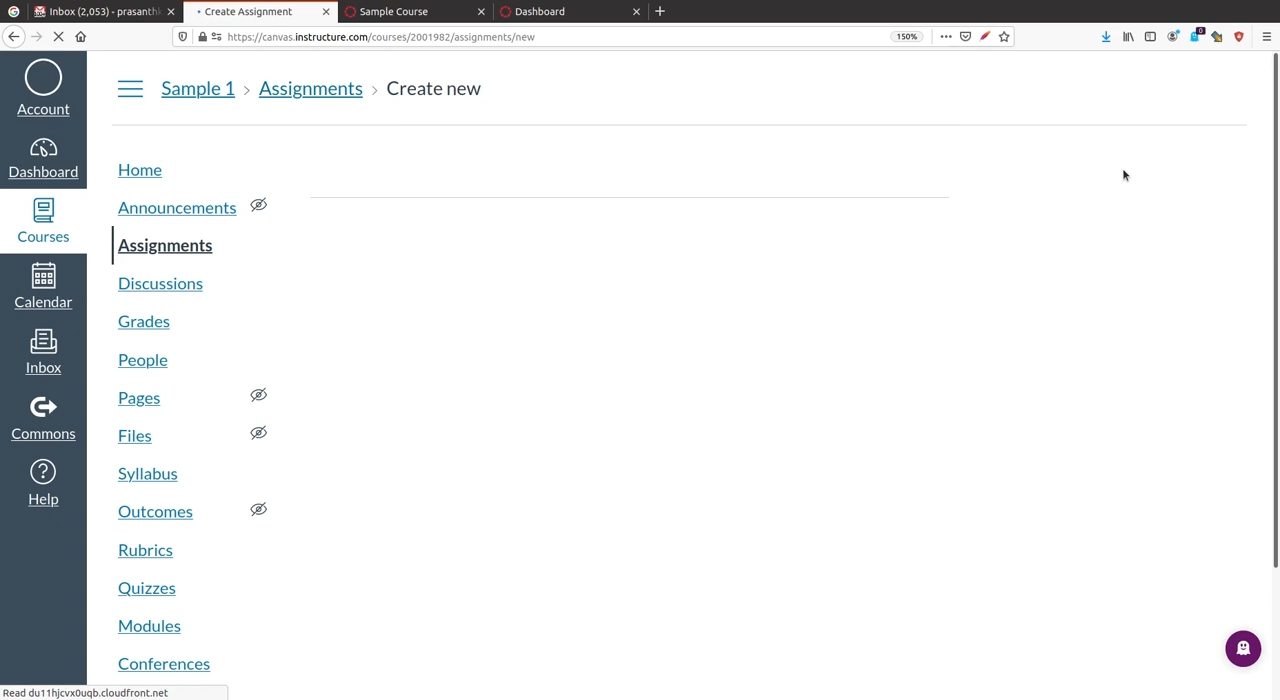 Inbox (2,053) - prasanthk
Create Assignment
Sample Course
Dashboard
https://canvas.instructure.com/courses/2001982/assignments/new
150%
0
Account
Dashboard
Courses
Calendar
Inbox
Commons
Help
Sample 1 > Assignments > Create new
Home
Announcements
Assignments
Discussions
Grades
People
Pages
Files
Syllabus
Outcomes
Rubrics
Quizzes
Modules
Conferences
Read du11hjcvx0uqb.cloudfront.net